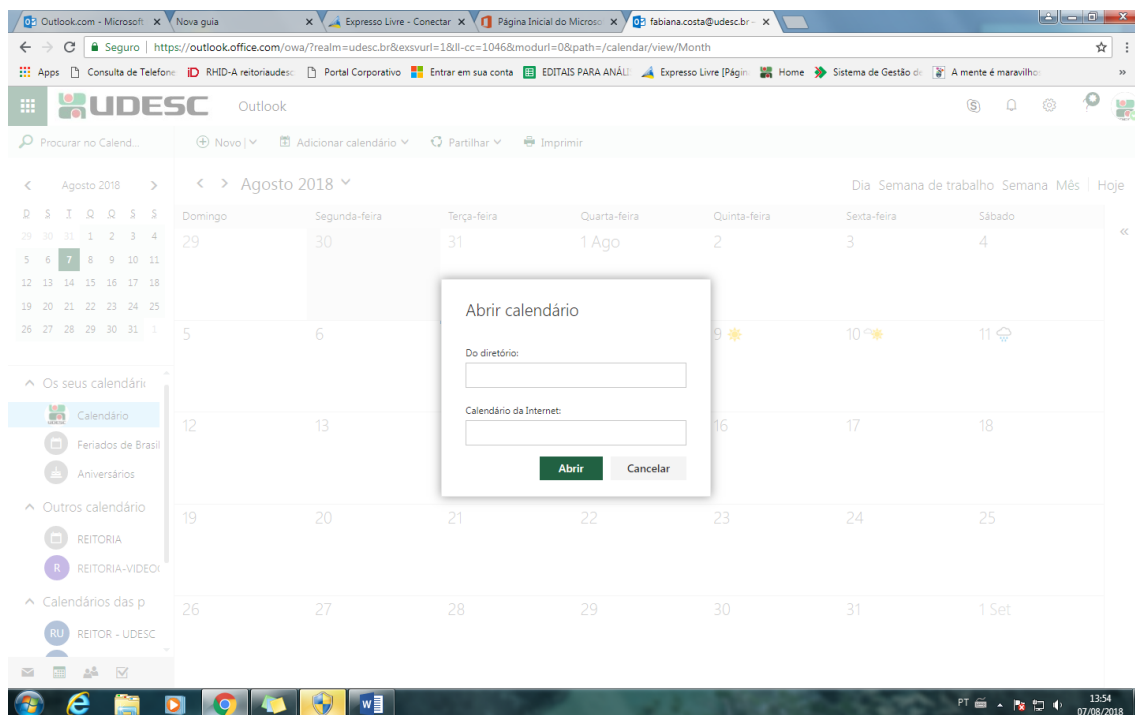 Outlook.com - Microsoft
Nova guia
Expresso Livre - Conectar
Página Inicial do Microso
fabiana.costa@udesc.br -
Seguro | https://outlook.office.com/owa/?realm=udesc.br&exsvurl=1&ll-cc=1046&modurl=0&path=/calendar/view/Month
Apps Consulta de Telefone RHID-A reitoriaudesc Portal Corporativo Entrar em sua conta EDITAIS PARA ANÁLI Expresso Livre [Págin Home Sistema de Gestão de A mente é maravilho »
UDESC Outlook
Procurar no Calend... Novo | Adicionar calendário Partilhar Imprimir
Agosto 2018
Agosto 2018
Dia Semana de trabalho Semana Mês Hoje
D S T Q Q S S
29 30 31 1 2 3 4
5 6 7 8 9 10 11
12 13 14 15 16 17 18
19 20 21 22 23 24 25
26 27 28 29 30 31 1
Domingo Segunda-feira Terça-feira Quarta-feira Quinta-feira Sexta-feira Sábado
29 30 31 1 Ago 2 3 4
5 6 9 10 11
12 13 16 17 18
19 20 21 22 23 24 25
26 27 28 29 30 31 1 Set
Abrir calendário
Do diretório:
Calendário da Internet:
Abrir Cancelar
Os seus calendário
Calendário
Feriados de Brasil
Aniversários
Outros calendário
REITORIA
R REITORIA-VIDEO
Calendários das p
RU REITOR - UDESC
PT 13:54
07/08/2018